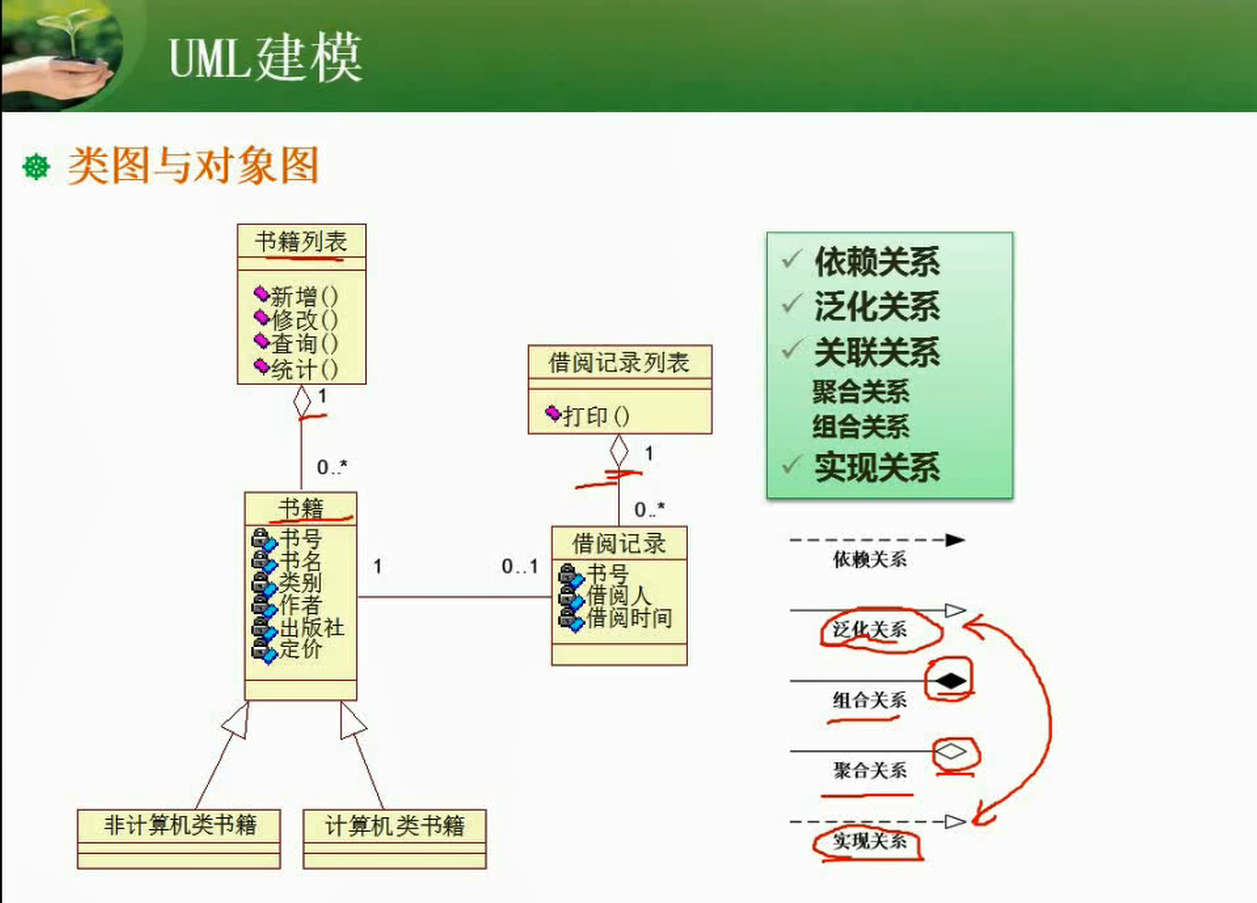 UML建模
类图与对象图
书籍列表
新增()
修改()
查询()
统计()
1
0..*
书籍
书号
书名
类别
作者
出版社
定价
1
0..1
借阅记录列表
打印()
1
0..*
借阅记录
书号
借阅人
借阅时间
非计算机类书籍
计算机类书籍
依赖关系
泛化关系
关联关系
聚合关系
组合关系
实现关系
依赖关系
泛化关系
组合关系
聚合关系
实现关系